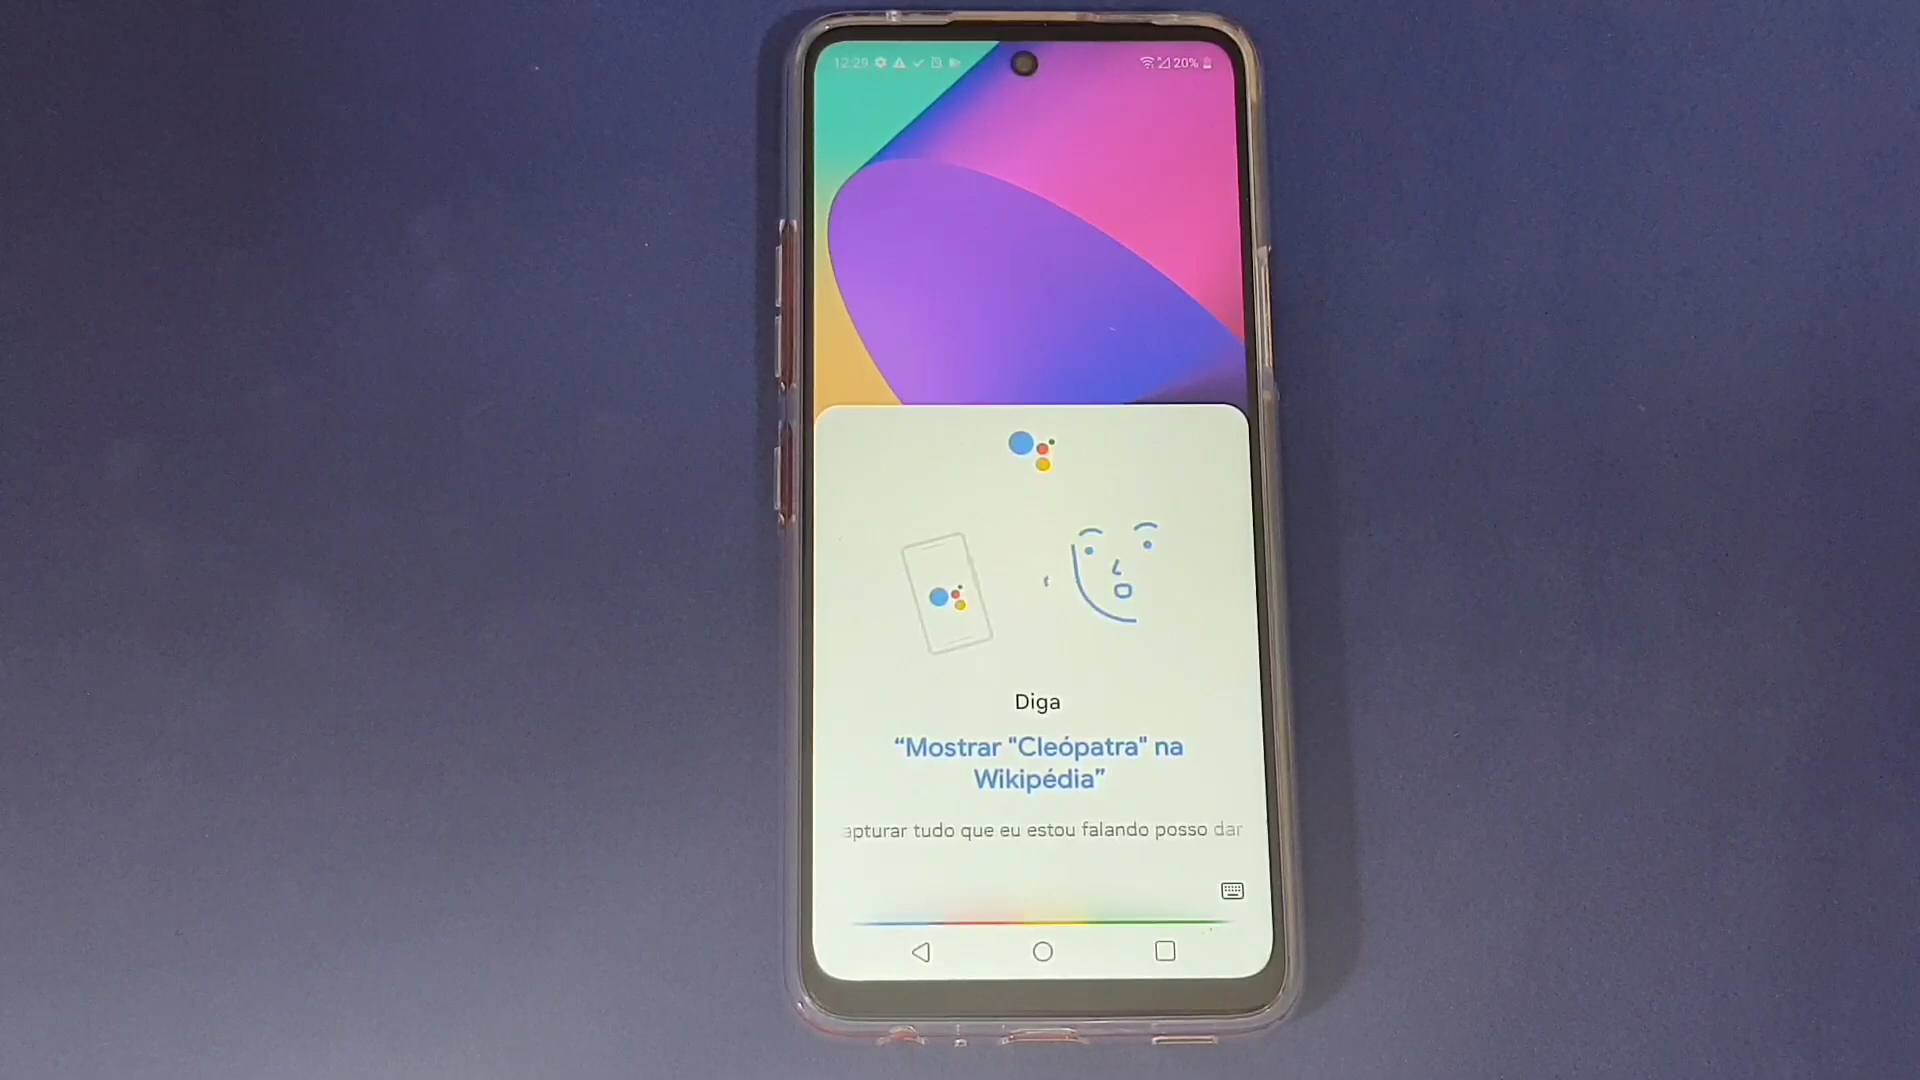 12:29 20%
Diga
“Mostrar "Cleópatra" na
Wikipédia”
apturar tudo que eu estou falando posso dar